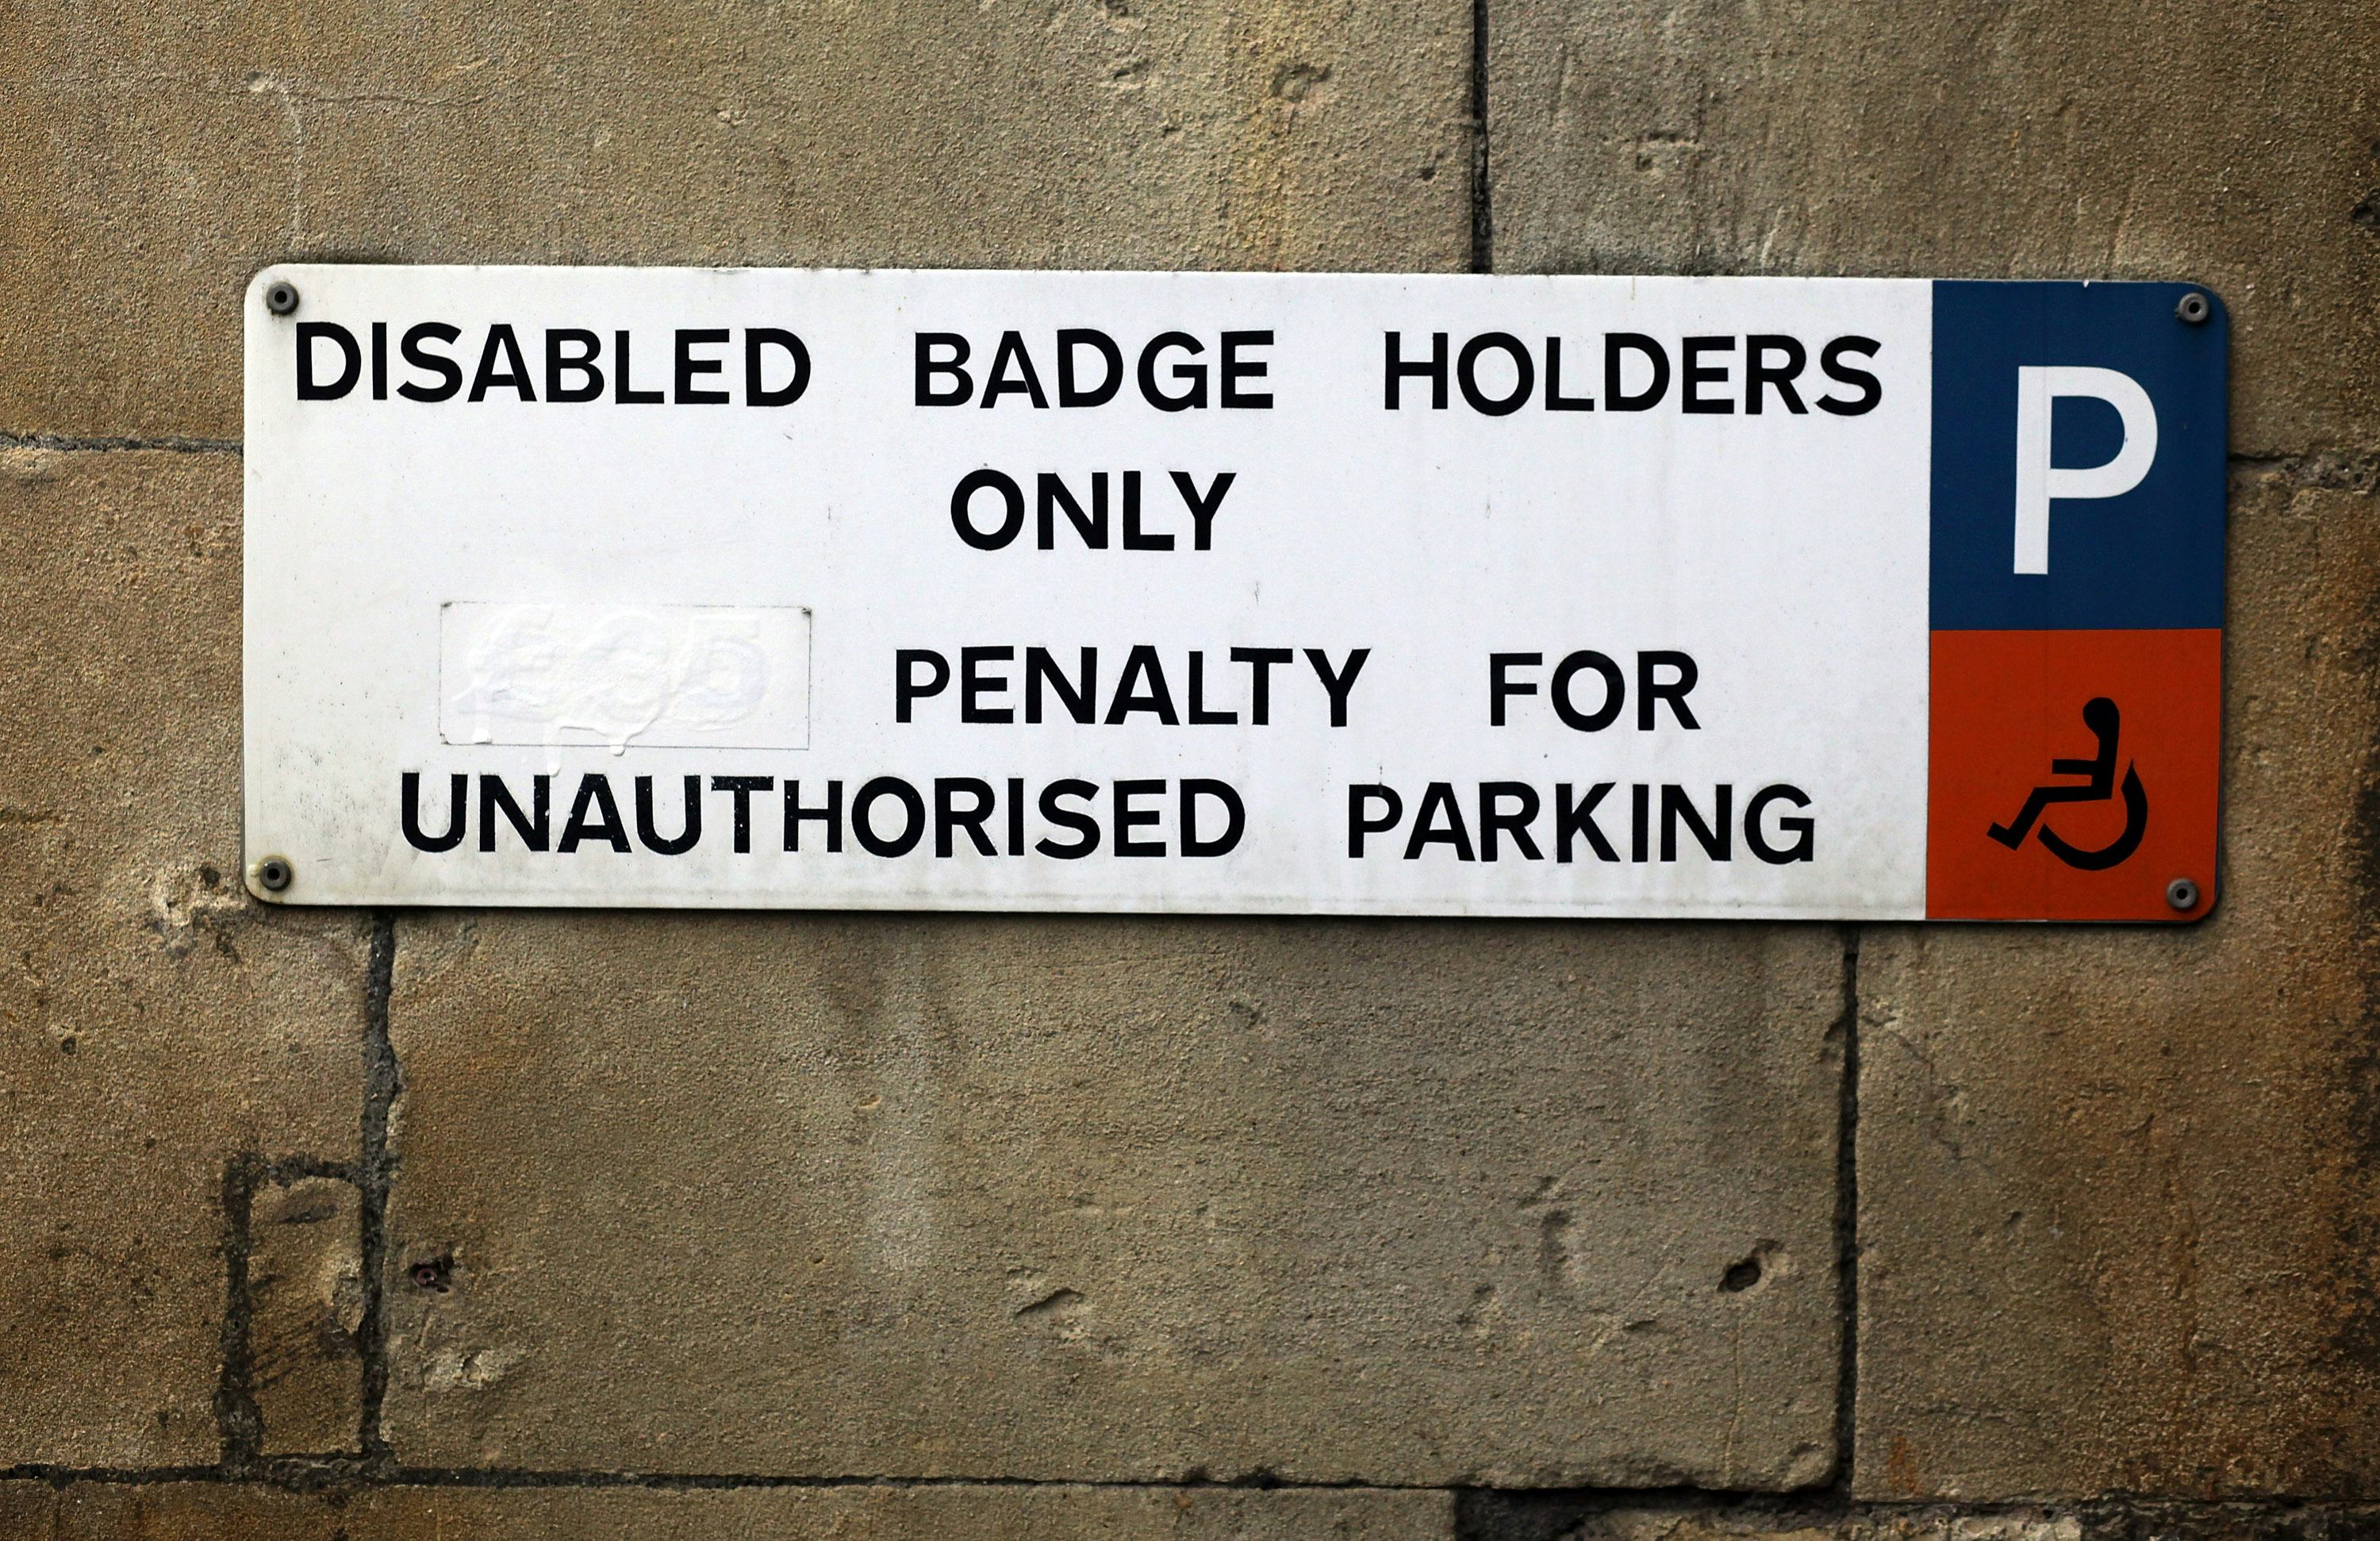 DISABLED BADGE HOLDERS
ONLY
PENALTY FOR
UNAUTHORISED PARKING
P